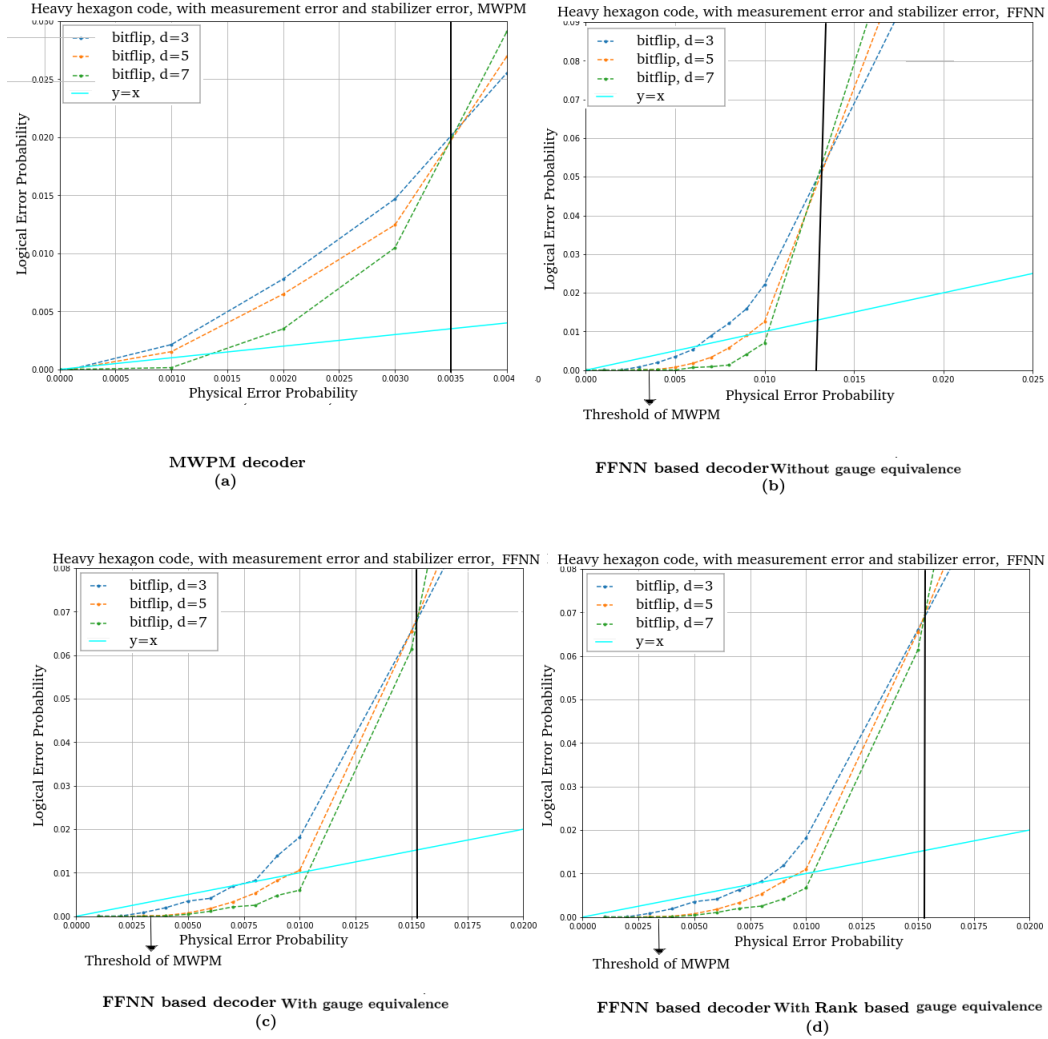 Heavy hexagon code, with measurement error and stabilizer error, MWPM
0.030
0.025
0.020
0.015
0.010
0.005
0.000
Logical Error Probability
bitflip, d=3
bitflip, d=5
bitflip, d=7
y=x
0.0000 0.0005 0.0010 0.0015 0.0020 0.0025 0.0030 0.0035 0.004
Physical Error Probability
MWPM decoder
(a)
Heavy hexagon code, with measurement error and stabilizer error, FFNN
0.09
0.08
0.07
0.06
0.05
0.04
0.03
0.02
0.01
0.00
Logical Error Probability
bitflip, d=3
bitflip, d=5
bitflip, d=7
y=x
0.000 0.005 0.010 0.015 0.020 0.025
Physical Error Probability
Threshold of MWPM
FFNN based decoder Without gauge equivalence
(b)
Heavy hexagon code, with measurement error and stabilizer error, FFNN
0.08
0.07
0.06
0.05
0.04
0.03
0.02
0.01
0.00
Logical Error Probability
bitflip, d=3
bitflip, d=5
bitflip, d=7
y=x
0.0000 0.0025 0.0050 0.0075 0.0100 0.0125 0.0150 0.0175 0.0200
Physical Error Probability
Threshold of MWPM
FFNN based decoder With gauge equivalence
(c)
Heavy hexagon code, with measurement error and stabilizer error, FFNN
0.08
0.07
0.06
0.05
0.04
0.03
0.02
0.01
0.00
Logical Error Probability
bitflip, d=3
bitflip, d=5
bitflip, d=7
y=x
0.0000 0.0025 0.0050 0.0075 0.0100 0.0125 0.0150 0.0175 0.0200
Physical Error Probability
Threshold of MWPM
FFNN based decoder With Rank based gauge equivalence
(d)